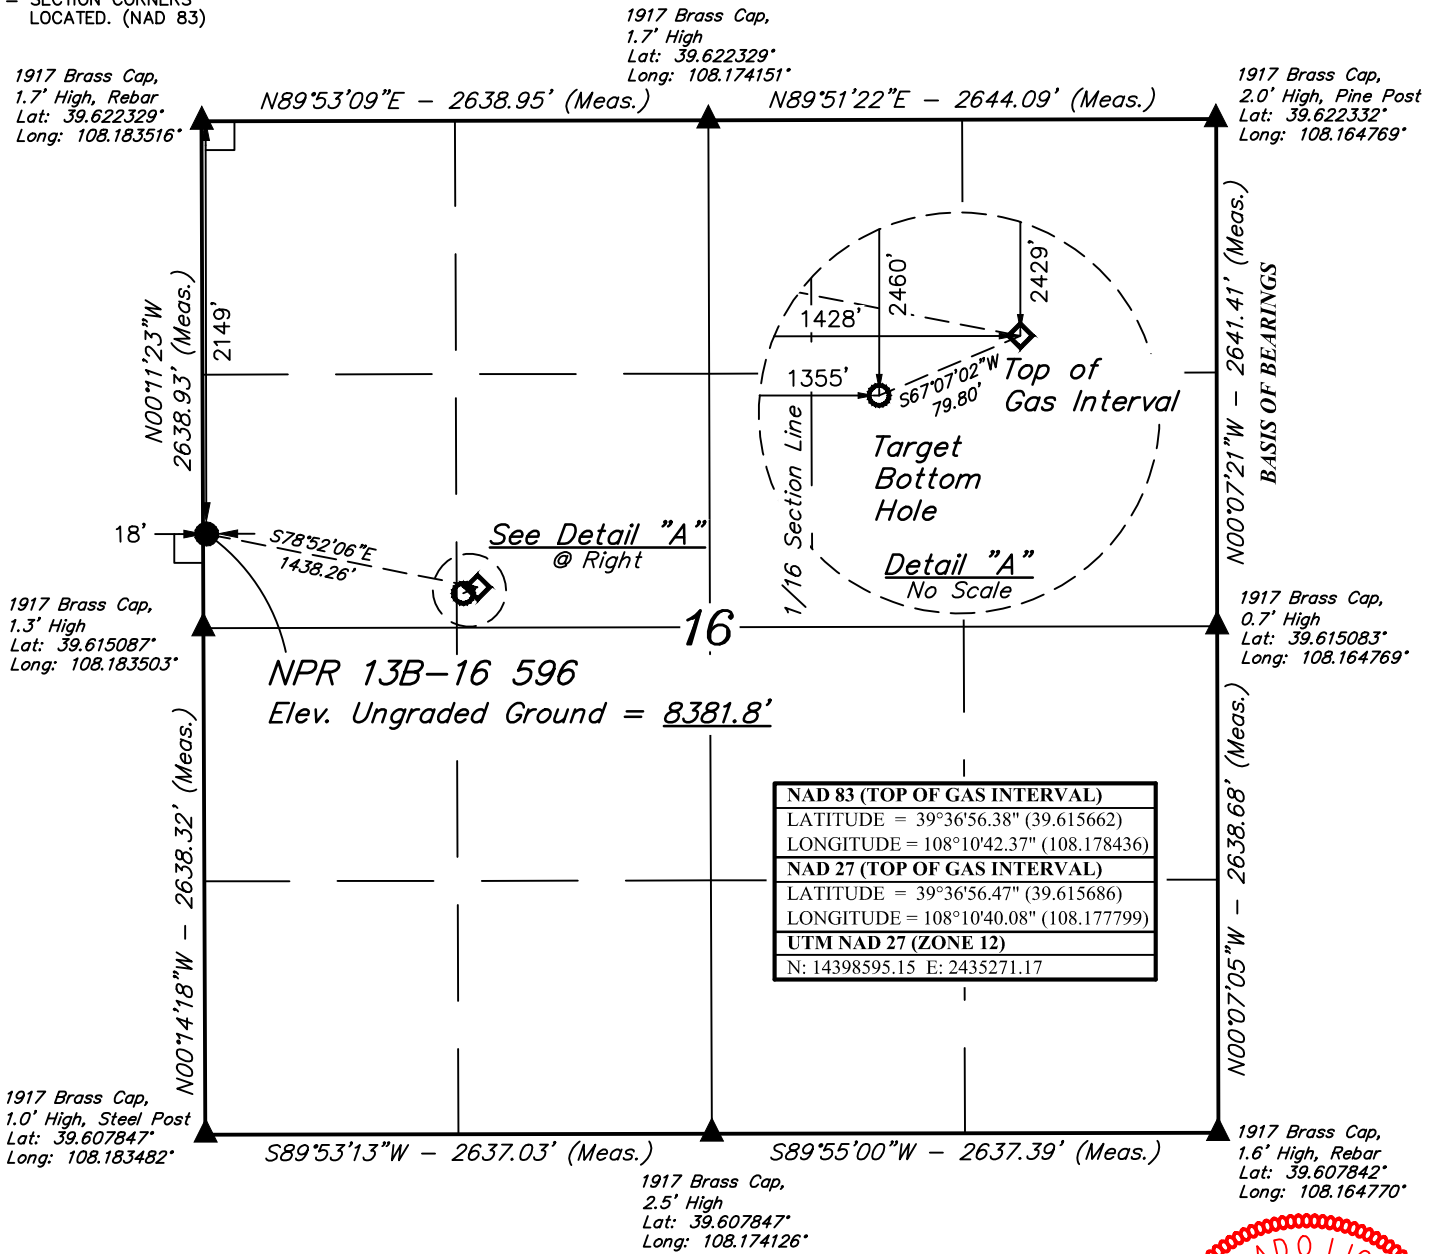 = SECTION CORNERS
LOCATED. (NAD 83)
1917 Brass Cap,
1.7' High
Lat: 39.622329°
Long: 108.174151°
1917 Brass Cap,
1.7' High, Rebar
Lat: 39.622329°
Long: 108.183516°
N89°53'09"E - 2638.95' (Meas.)
N89°51'22"E - 2644.09' (Meas.)
1917 Brass Cap,
2.0' High, Pine Post
Lat: 39.622332°
Long: 108.164769°
N00°11'23"W
2638.93' (Meas.)
2149'
2460'
2429'
1428'
1355'
S67°07'02"W
79.80'
Top of
Gas Interval
Target
Bottom
Hole
1/16 Section Line
Detail "A"
No Scale
N00°07'21"W - 2641.41' (Meas.)
BASIS OF BEARINGS
18'
S78°52'06"E
1438.26'
See Detail "A"
@ Right
1917 Brass Cap,
1.3' High
Lat: 39.615087°
Long: 108.183503°
16
1917 Brass Cap,
0.7' High
Lat: 39.615083°
Long: 108.164769°
NPR 13B-16 596
Elev. Ungraded Ground = 8381.8'
N00°14'18"W - 2638.32' (Meas.)
N00°07'05"W - 2638.68' (Meas.)
NAD 83 (TOP OF GAS INTERVAL)
LATITUDE = 39°36'56.38" (39.615662)
LONGITUDE = 108°10'42.37" (108.178436)
NAD 27 (TOP OF GAS INTERVAL)
LATITUDE = 39°36'56.47" (39.615686)
LONGITUDE = 108°10'40.08" (108.177799)
UTM NAD 27 (ZONE 12)
N: 14398595.15 E: 2435271.17
1917 Brass Cap,
1.0' High, Steel Post
Lat: 39.607847°
Long: 108.183482°
S89°53'13"W - 2637.03' (Meas.)
S89°55'00"W - 2637.39' (Meas.)
1917 Brass Cap,
1.6' High, Rebar
Lat: 39.607842°
Long: 108.164770°
1917 Brass Cap,
2.5' High
Lat: 39.607847°
Long: 108.174126°